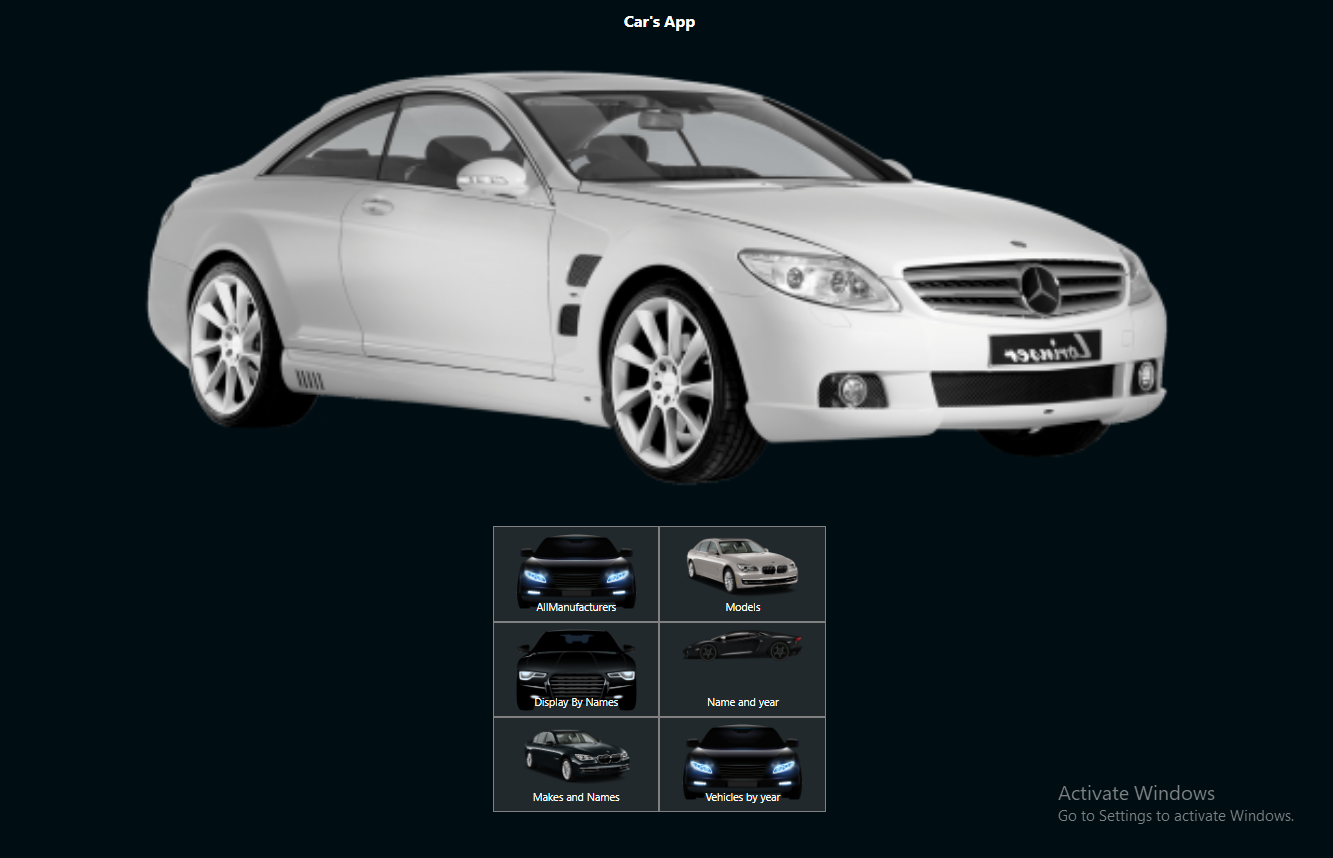 Car's App
Lorinser
AllManufacturers
Models
Display By Names
Name and year
Makes and Names
Vehicles by year
Activate Windows
Go to Settings to activate Windows.